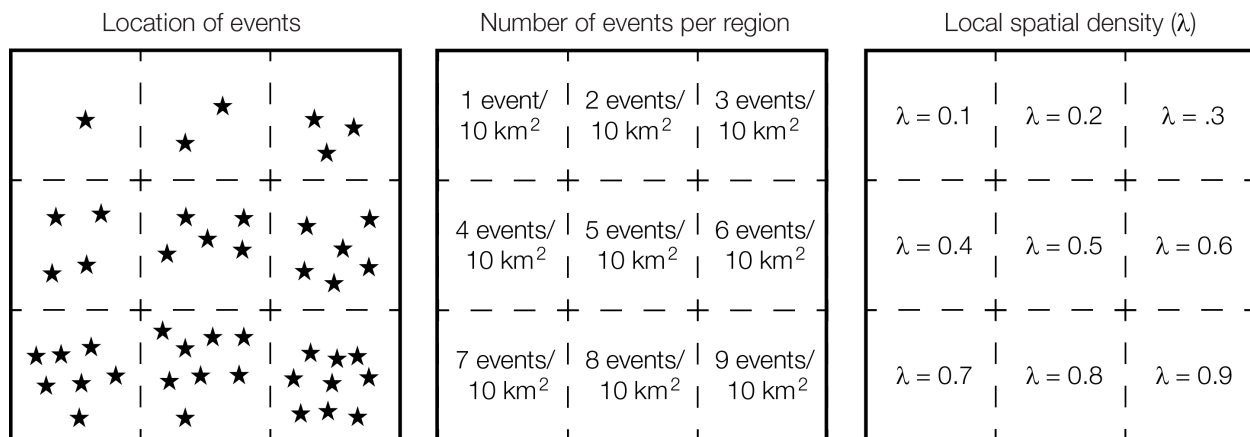 Location of events
Number of events per region
Local spatial density (λ)
1 event/
10 km²
2 events/
10 km²
3 events/
10 km²
λ = 0.1
λ = 0.2
λ = .3
4 events/
10 km²
5 events/
10 km²
6 events/
10 km²
λ = 0.4
λ = 0.5
λ = 0.6
7 events/
10 km²
8 events/
10 km²
9 events/
10 km²
λ = 0.7
λ = 0.8
λ = 0.9